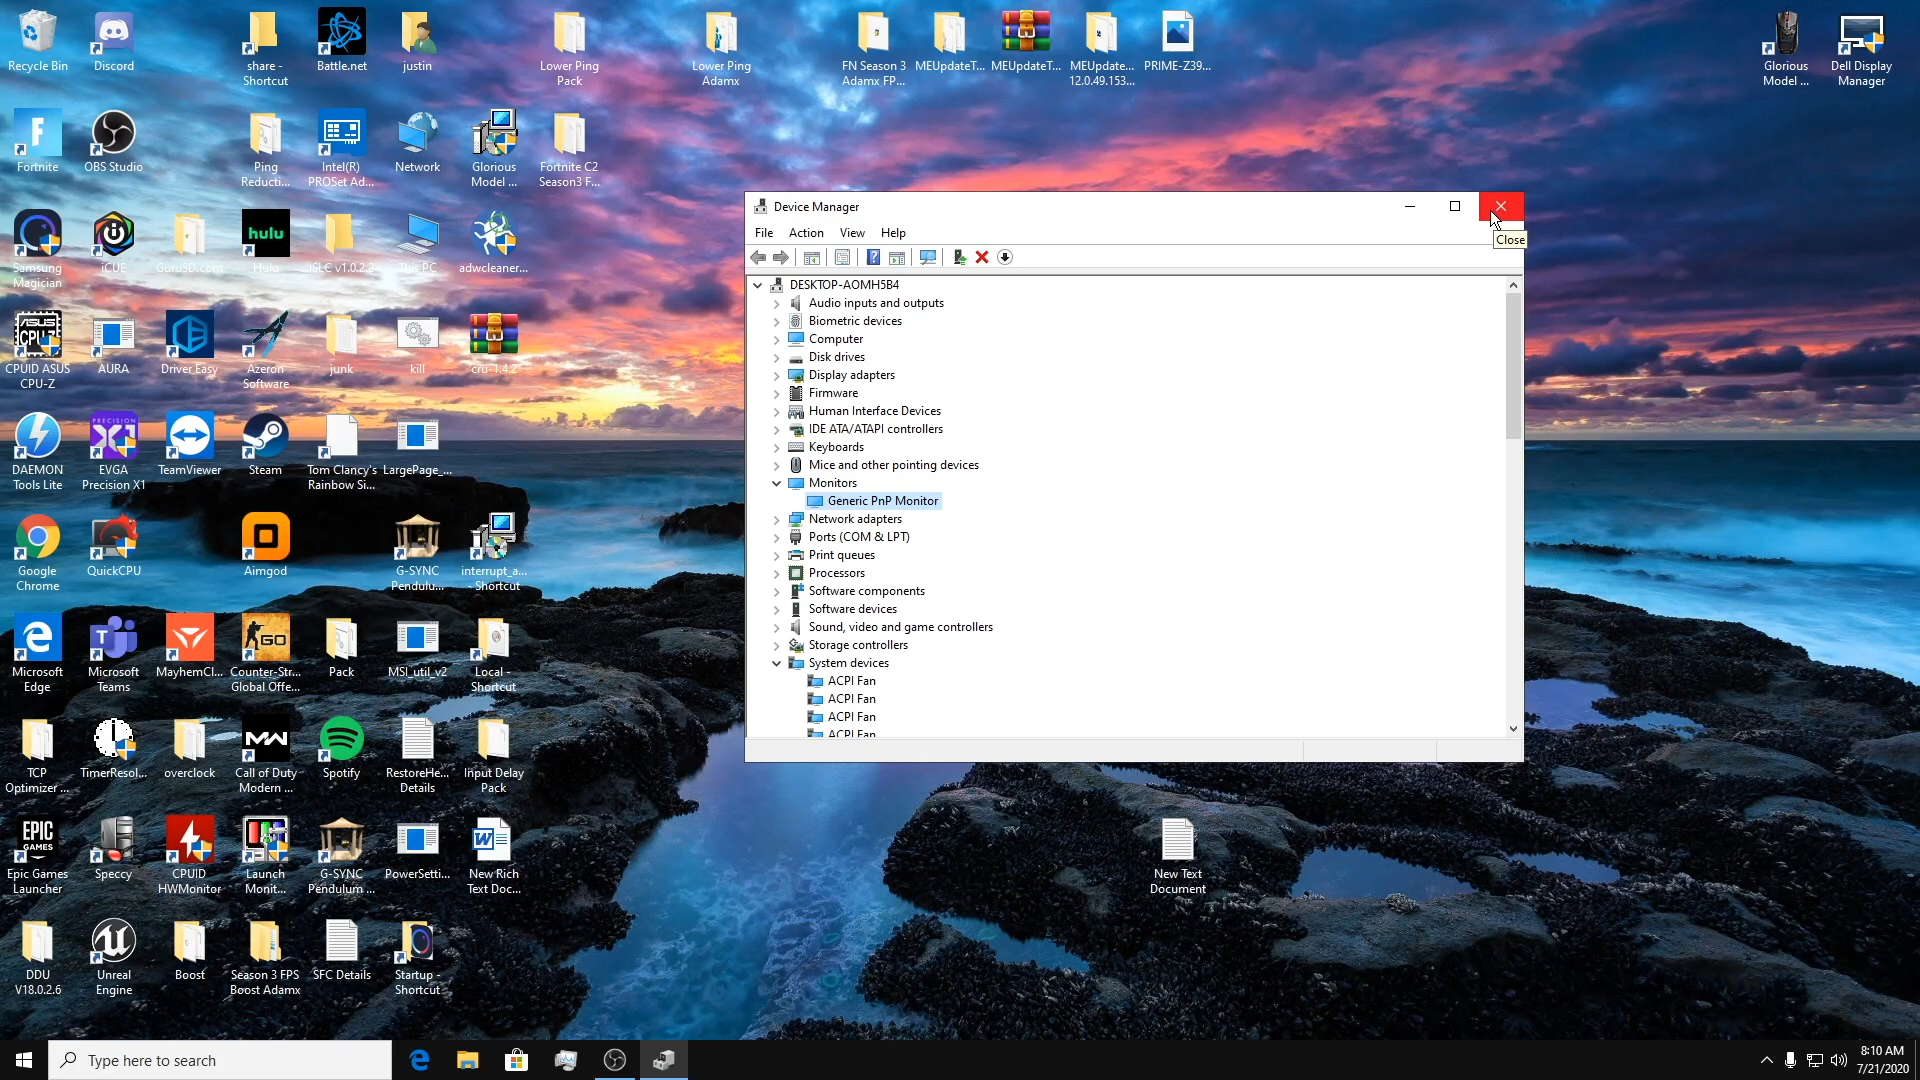 Recycle Bin
Discord
share -
Shortcut
Battle.net
justin
Lower Ping
Pack
Lower Ping
Adamx
FN Season 3
Adamx FP...
MEUpdateT...
MEUpdateT...
MEUpdate...
12.0.49.153...
PRIME-Z39...
Glorious
Model ...
Dell Display
Manager
Fortnite
OBS Studio
Ping
Reducti...
Intel(R)
PROSet Ad...
Network
Glorious
Model ...
Fortnite C2
Season3 F...
Samsung
Magician
iCUE
Guru3D.com
hulu
Hulu
ISLC v1.0.2.2
This PC
adwcleaner...
ASUS
CPU-Z
CPUID ASUS
CPU-Z
AURA
Driver Easy
Azeron
Software
junk
kill
cru-1.4.2
DAEMON
Tools Lite
PRECISION
X1
EVGA
Precision X1
TeamViewer
Steam
Tom Clancy's
Rainbow Si...
LargePage_...
Google
Chrome
QuickCPU
Aimgod
G-SYNC
Pendulu...
interrupt_a...
- Shortcut
Microsoft
Edge
Microsoft
Teams
MayhemCl...
GO
Counter-Str...
Global Offe...
Pack
MSI_util_v2
Local -
Shortcut
TCP
Optimizer ...
TimerResol...
overclock
MW
Call of Duty
Modern ...
Spotify
RestoreHe...
Details
Input Delay
Pack
EPIC
GAMES
Epic Games
Launcher
Speccy
CPUID
HWMonitor
Launch
Monit...
G-SYNC
Pendulum ...
PowerSetti...
New Rich
Text Doc...
New Text
Document
DDU
V18.0.2.6
Unreal
Engine
Boost
Season 3 FPS
Boost Adamx
SFC Details
Startup -
Shortcut
Device Manager
Close
File Action View Help
DESKTOP-AOMH5B4
Audio inputs and outputs
Biometric devices
Computer
Disk drives
Display adapters
Firmware
Human Interface Devices
IDE ATA/ATAPI controllers
Keyboards
Mice and other pointing devices
Monitors
Generic PnP Monitor
Network adapters
Ports (COM & LPT)
Print queues
Processors
Software components
Software devices
Sound, video and game controllers
Storage controllers
System devices
ACPI Fan
ACPI Fan
ACPI Fan
ACPI Fan
Type here to search
8:10 AM
7/21/2020